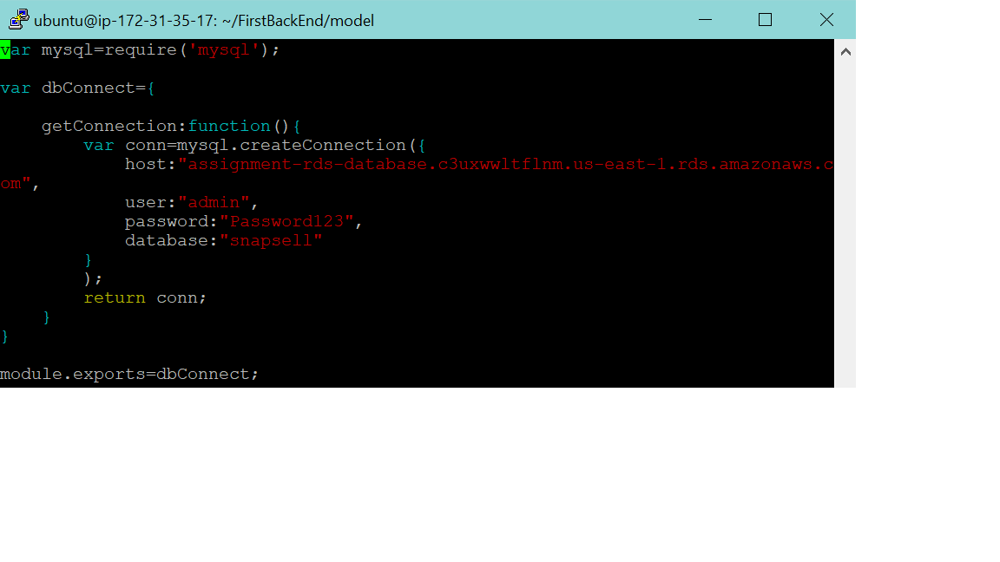 ubuntu@ip-172-31-35-17: ~/FirstBackEnd/model
var mysql=require('mysql');
var dbConnect={
getConnection:function(){
var conn=mysql.createConnection({
host:"assignment-rds-database.c3uxwwltflnm.us-east-1.rds.amazonaws.c
om",
user:"admin",
password:"Password123",
database:"snapsell"
}
);
return conn;
}
}
module.exports=dbConnect;